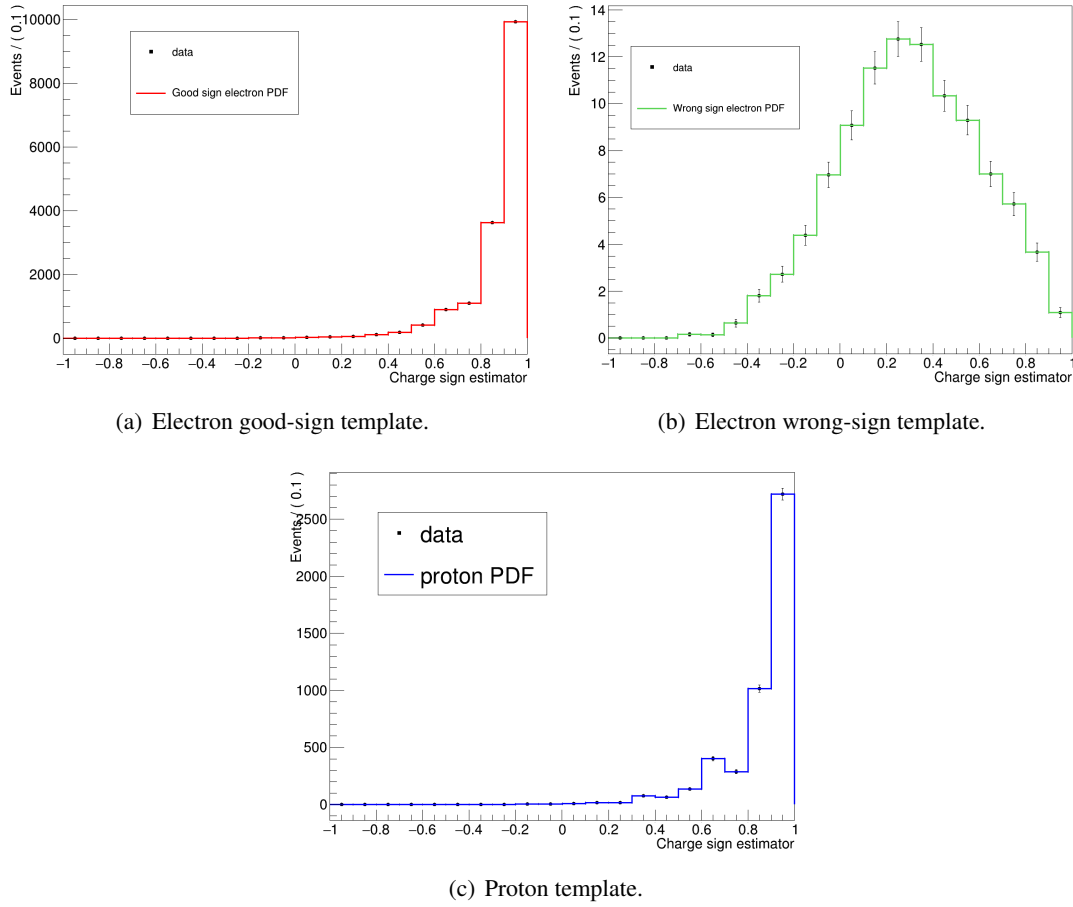 Events / ( 0.1 )
10000
8000
6000
4000
2000
0
data
Good sign electron PDF
−1 −0.8 −0.6 −0.4 −0.2 0 0.2 0.4 0.6 0.8 1
Charge sign estimator
(a) Electron good-sign template.
Events / ( 0.1 )
14
12
10
8
6
4
2
0
data
Wrong sign electron PDF
−1 −0.8 −0.6 −0.4 −0.2 0 0.2 0.4 0.6 0.8 1
Charge sign estimator
(b) Electron wrong-sign template.
Events / ( 0.1 )
2500
2000
1500
1000
500
0
data
proton PDF
−1 −0.8 −0.6 −0.4 −0.2 0 0.2 0.4 0.6 0.8 1
Charge sign estimator
(c) Proton template.